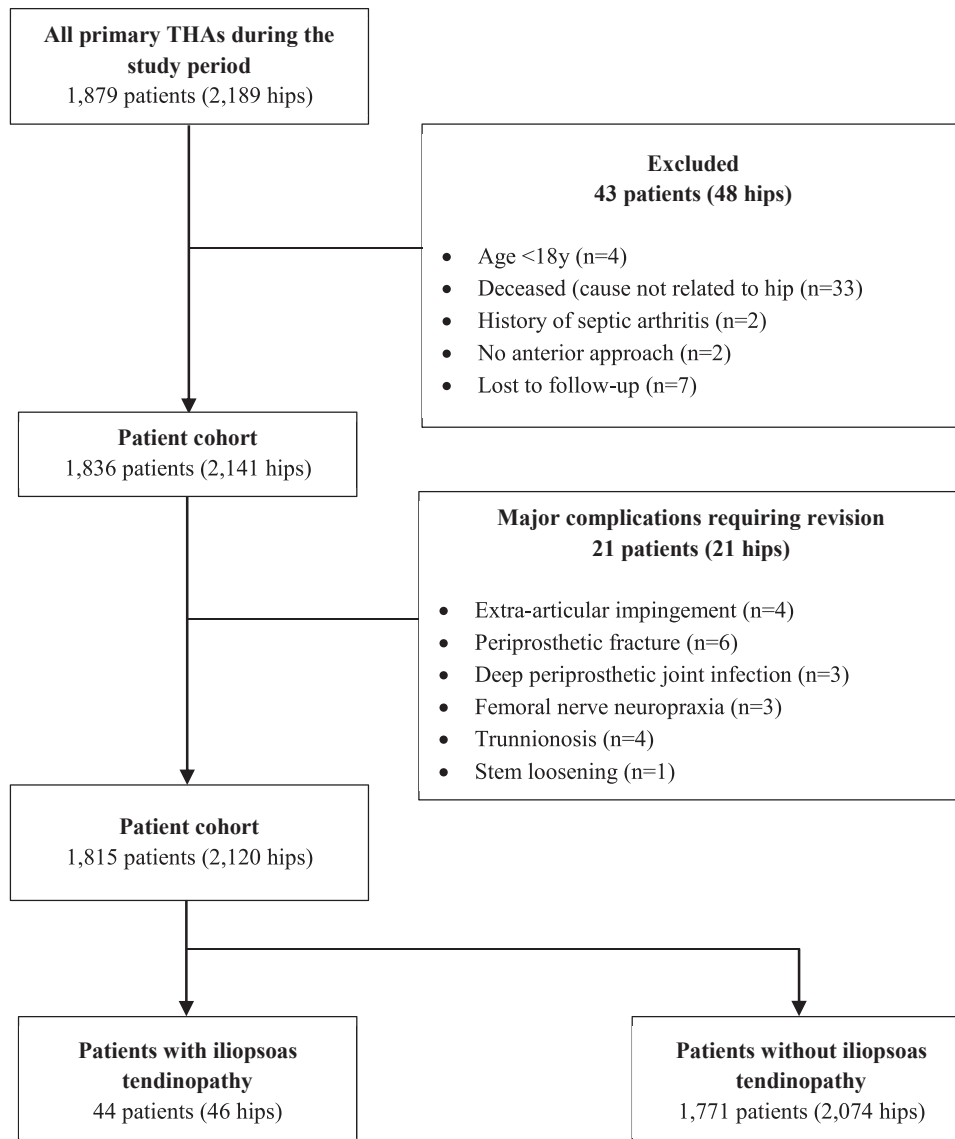 All primary THAs during the
study period
1,879 patients (2,189 hips)
Excluded
43 patients (48 hips)
• Age <18y (n=4)
• Deceased (cause not related to hip (n=33)
• History of septic arthritis (n=2)
• No anterior approach (n=2)
• Lost to follow-up (n=7)
Patient cohort
1,836 patients (2,141 hips)
Major complications requiring revision
21 patients (21 hips)
• Extra-articular impingement (n=4)
• Periprosthetic fracture (n=6)
• Deep periprosthetic joint infection (n=3)
• Femoral nerve neuropraxia (n=3)
• Trunnionosis (n=4)
• Stem loosening (n=1)
Patient cohort
1,815 patients (2,120 hips)
Patients with iliopsoas
tendinopathy
44 patients (46 hips)
Patients without iliopsoas
tendinopathy
1,771 patients (2,074 hips)